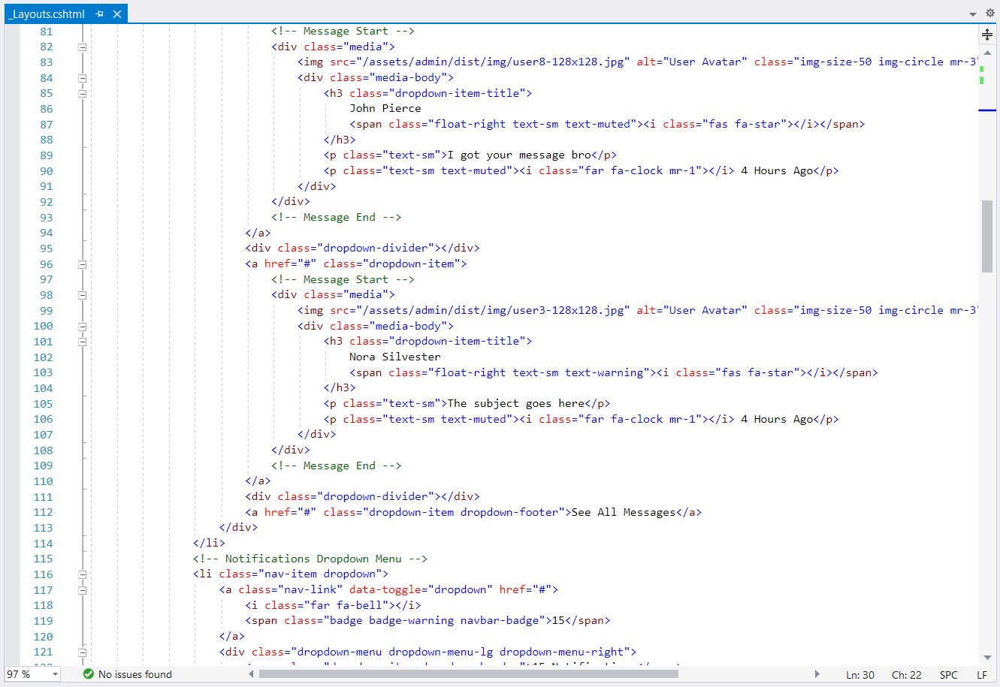 _Layouts.cshtml
81 <!-- Message Start -->
82 <div class="media">
83 <img src="/assets/admin/dist/img/user8-128x128.jpg" alt="User Avatar" class="img-size-50 img-circle mr-3"
84 <div class="media-body">
85 <h3 class="dropdown-item-title">
86 John Pierce
87 <span class="float-right text-sm text-muted"><i class="fas fa-star"></i></span>
88 </h3>
89 <p class="text-sm">I got your message bro</p>
90 <p class="text-sm text-muted"><i class="far fa-clock mr-1"></i> 4 Hours Ago</p>
91 </div>
92 </div>
93 <!-- Message End -->
94 </a>
95 <div class="dropdown-divider"></div>
96 <a href="#" class="dropdown-item">
97 <!-- Message Start -->
98 <div class="media">
99 <img src="/assets/admin/dist/img/user3-128x128.jpg" alt="User Avatar" class="img-size-50 img-circle mr-3"
100 <div class="media-body">
101 <h3 class="dropdown-item-title">
102 Nora Silvester
103 <span class="float-right text-sm text-warning"><i class="fas fa-star"></i></span>
104 </h3>
105 <p class="text-sm">The subject goes here</p>
106 <p class="text-sm text-muted"><i class="far fa-clock mr-1"></i> 4 Hours Ago</p>
107 </div>
108 </div>
109 <!-- Message End -->
110 </a>
111 <div class="dropdown-divider"></div>
112 <a href="#" class="dropdown-item dropdown-footer">See All Messages</a>
113 </div>
114 </li>
115 <!-- Notifications Dropdown Menu -->
116 <li class="nav-item dropdown">
117 <a class="nav-link" data-toggle="dropdown" href="#">
118 <i class="far fa-bell"></i>
119 <span class="badge badge-warning navbar-badge">15</span>
120 </a>
121 <div class="dropdown-menu dropdown-menu-lg dropdown-menu-right">
97 % No issues found Ln: 30 Ch: 22 SPC LF